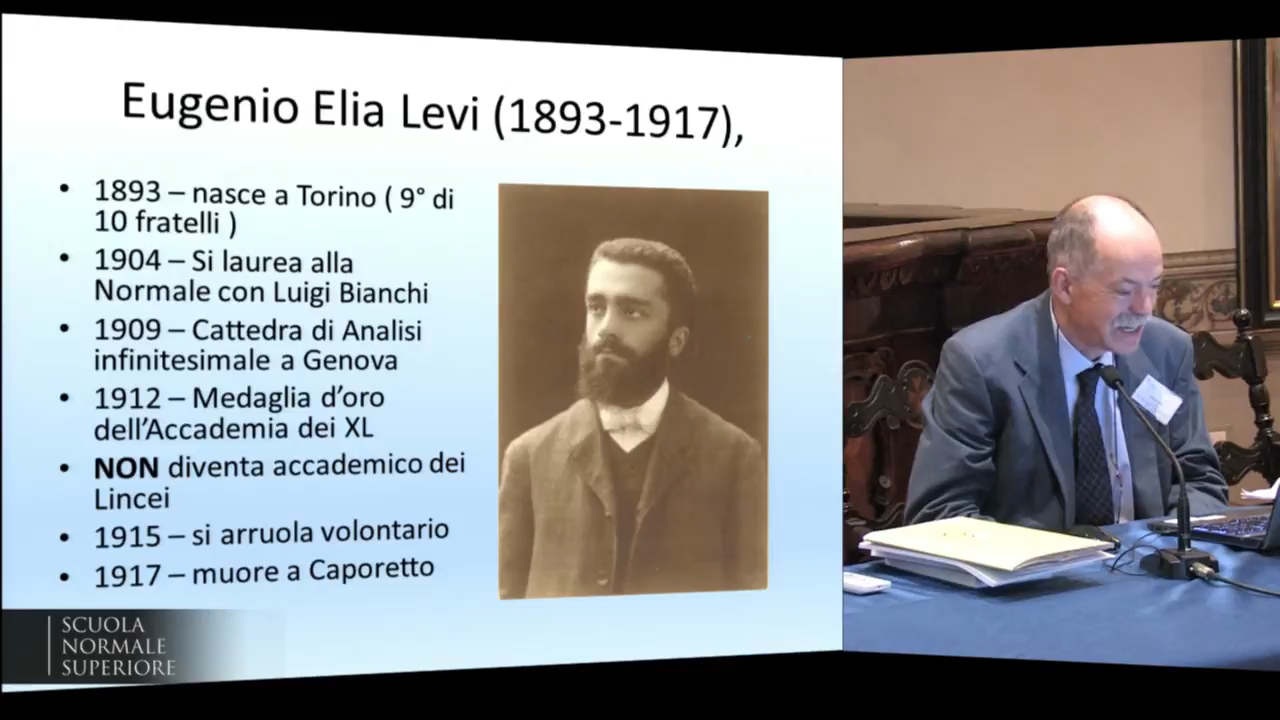 Eugenio Elia Levi (1893-1917),
• 1893 – nasce a Torino ( 9° di
10 fratelli )
• 1904 – Si laurea alla
Normale con Luigi Bianchi
• 1909 – Cattedra di Analisi
infinitesimale a Genova
• 1912 – Medaglia d’oro
dell’Accademia dei XL
• NON diventa accademico dei
Lincei
• 1915 – si arruola volontario
• 1917 – muore a Caporetto
SCUOLA
NORMALE
SUPERIORE